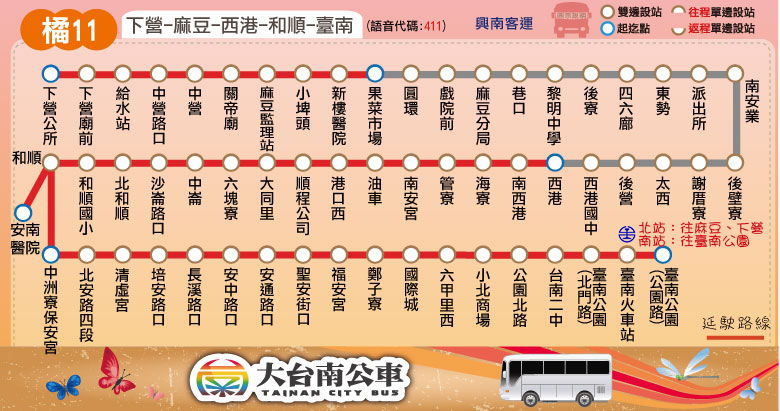 橘11
下營-麻豆-西港-和順-臺南
(語音代碼:411)
興南客運
雙邊設站
往程單邊設站
起迄點
返程單邊設站
下營公所
下營廟前
給水站
中營路口
中營
關帝廟
麻豆監理站
小埤頭
新樓醫院
果菜市場
圓環
戲院前
麻豆分局
巷口
黎明中學
後寮
四六廍
東勢
派出所
南安業
和順
和順國小
北和順
沙崙路口
中崙
六塊寮
大同里
順程公司
港口西
油車
南安宮
管寮
海寮
南西港
西港
西港國中
後營
太西
謝厝寮
後壁寮
安南醫院
北站:往麻豆、下營
南站:往臺南公園
中洲寮保安宮
北安路四段
清虛宮
培安路口
長溪路口
安中路口
安通路口
聖安街口
福安宮
鄭子寮
國際城
六甲里西
小北商場
公園北路
台南二中
臺南公園(北門路)
臺南火車站
臺南公園(公園路)
延駛路線
大台南公車
TAINAN CITY BUS